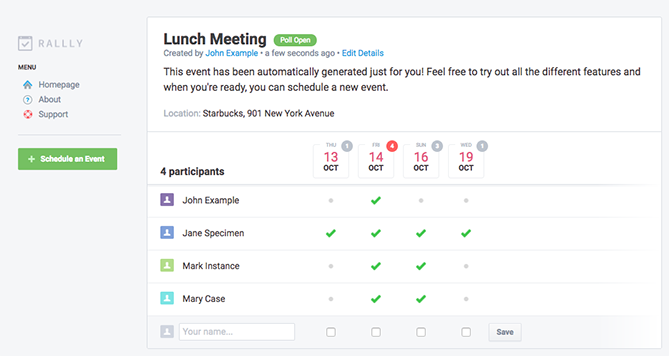 RALLLY
MENU
Homepage
About
Support
+ Schedule an Event
Lunch Meeting Poll Open
Created by John Example • a few seconds ago • Edit Details
This event has been automatically generated just for you! Feel free to try out all the different features and
when you're ready, you can schedule a new event.
Location: Starbucks, 901 New York Avenue
4 participants
THU 1
13
OCT
FRI 4
14
OCT
SUN 3
16
OCT
WED 1
19
OCT
John Example
Jane Specimen
Mark Instance
Mary Case
Your name...
Save